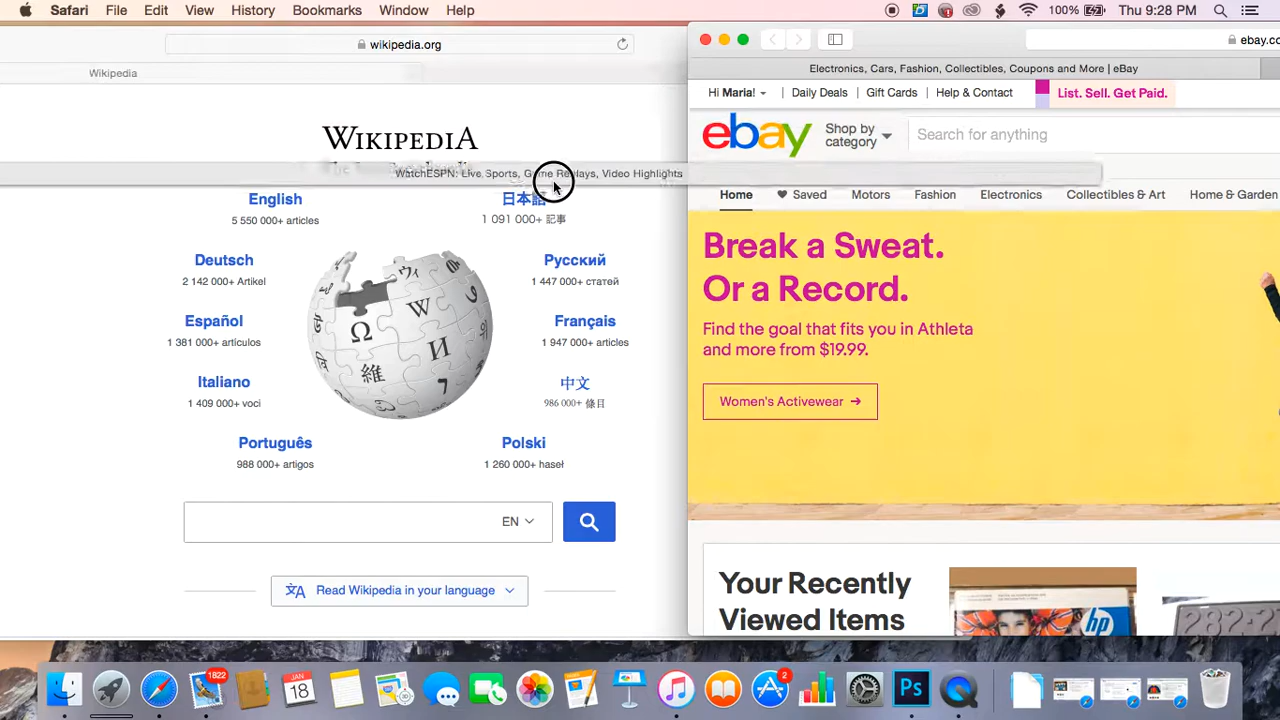 Safari File Edit View History Bookmarks Window Help 100% Thu 9:28 PM
wikipedia.org
Wikipedia
WIKIPEDIA
WatchESPN: Live Sports, Game Replays, Video Highlights
English
5 550 000+ articles
日本語
1 091 000+ 記事
Deutsch
2 142 000+ Artikel
Русский
1 447 000+ статей
Español
1 381 000+ artículos
Français
1 947 000+ articles
Italiano
1 409 000+ voci
中文
986 000+ 條目
Português
988 000+ artigos
Polski
1 260 000+ haseł
Ω W И 維 7
EN
Read Wikipedia in your language
ebay.co
Electronics, Cars, Fashion, Collectibles, Coupons and More | eBay
Hi Maria! Daily Deals Gift Cards Help & Contact List. Sell. Get Paid.
ebay Shop by category Search for anything
Home Saved Motors Fashion Electronics Collectibles & Art Home & Garden
Break a Sweat.
Or a Record.
Find the goal that fits you in Athleta
and more from $19.99.
Women's Activewear →
Your Recently
Viewed Items
hp
1822
JAN
18
2
Ps